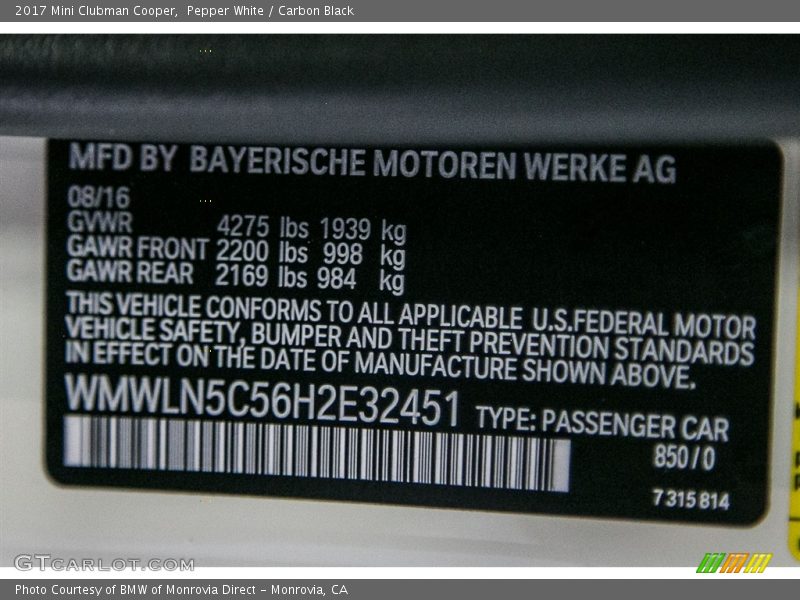 2017 Mini Clubman Cooper,  Pepper White / Carbon Black
MFD BY BAYERISCHE MOTOREN WERKE AG
08/16
GVWR 4275 lbs 1939 kg
GAWR FRONT 2200 lbs 998 kg
GAWR REAR 2169 lbs 984 kg
THIS VEHICLE CONFORMS TO ALL APPLICABLE U.S.FEDERAL MOTOR
VEHICLE SAFETY, BUMPER AND THEFT PREVENTION STANDARDS
IN EFFECT ON THE DATE OF MANUFACTURE SHOWN ABOVE.
WMWLN5C56H2E32451 TYPE: PASSENGER CAR
850/0
7 315 814
GTCARLOT.COM
Photo Courtesy of BMW of Monrovia Direct - Monrovia, CA